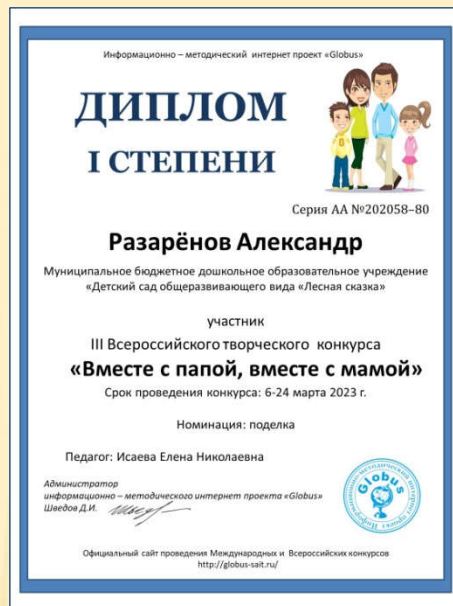 Информационно – методический интернет проект «Globus»
ДИПЛОМ
I СТЕПЕНИ
Серия АА №202058–80
Разарёнов Александр
Муниципальное бюджетное дошкольное образовательное учреждение
«Детский сад общеразвивающего вида «Лесная сказка»
участник
III Всероссийского творческого конкурса
«Вместе с папой, вместе с мамой»
Срок проведения конкурса: 6-24 марта 2023 г.
Номинация: поделка
Педагог: Исаева Елена Николаевна
Администратор
информационно – методического интернет проекта «Globus»
Шведов Д.И.
Globus
Официальный сайт проведения Международных и Всероссийских конкурсов
http://globus-sait.ru/